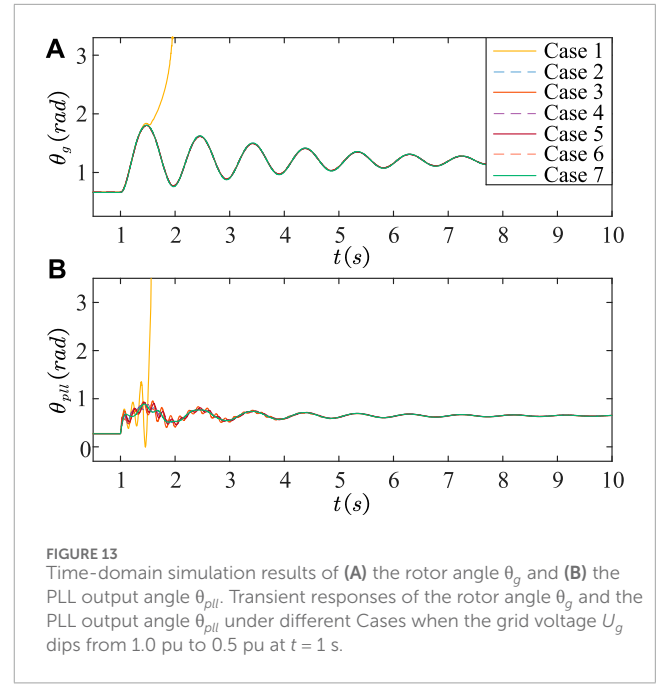 A
3
2
1
θg (rad)
Case 1
Case 2
Case 3
Case 4
Case 5
Case 6
Case 7
1 2 3 4 5 6 7 8 9 10
t(s)
B
3
2
1
0
θpll (rad)
1 2 3 4 5 6 7 8 9 10
t(s)
FIGURE 13
Time-domain simulation results of (A) the rotor angle θg and (B) the
PLL output angle θpll. Transient responses of the rotor angle θg and the
PLL output angle θpll under different Cases when the grid voltage Ug
dips from 1.0 pu to 0.5 pu at t = 1 s.